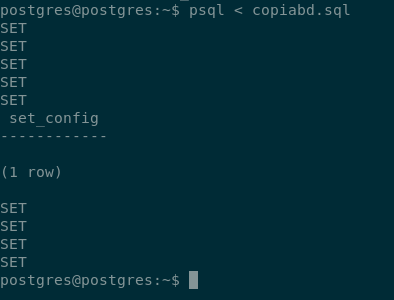 postgres@postgres:~$ psql < copiabd.sql
SET
SET
SET
SET
SET
 set_config
------------

(1 row)

SET
SET
SET
SET
postgres@postgres:~$